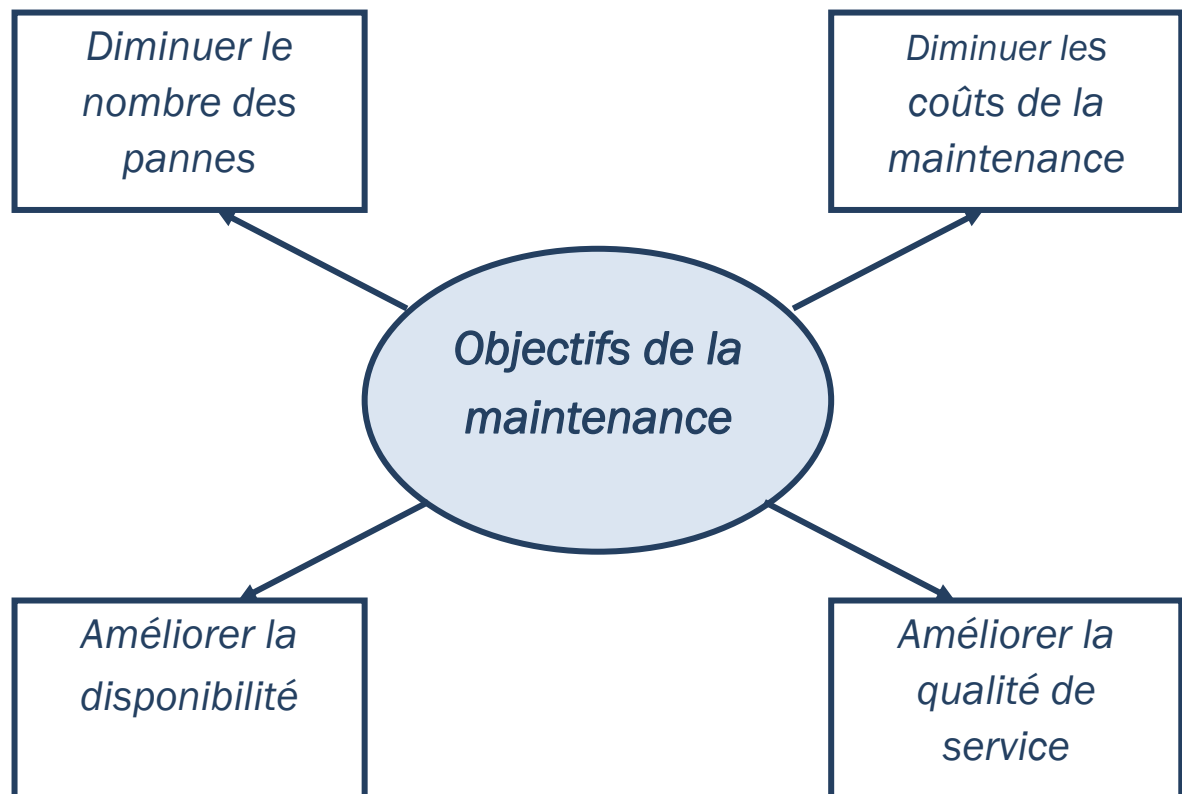 Diminuer le
nombre des
pannes
Diminuer les
coûts de la
maintenance
Objectifs de la
maintenance
Améliorer la
disponibilité
Améliorer la
qualité de
service